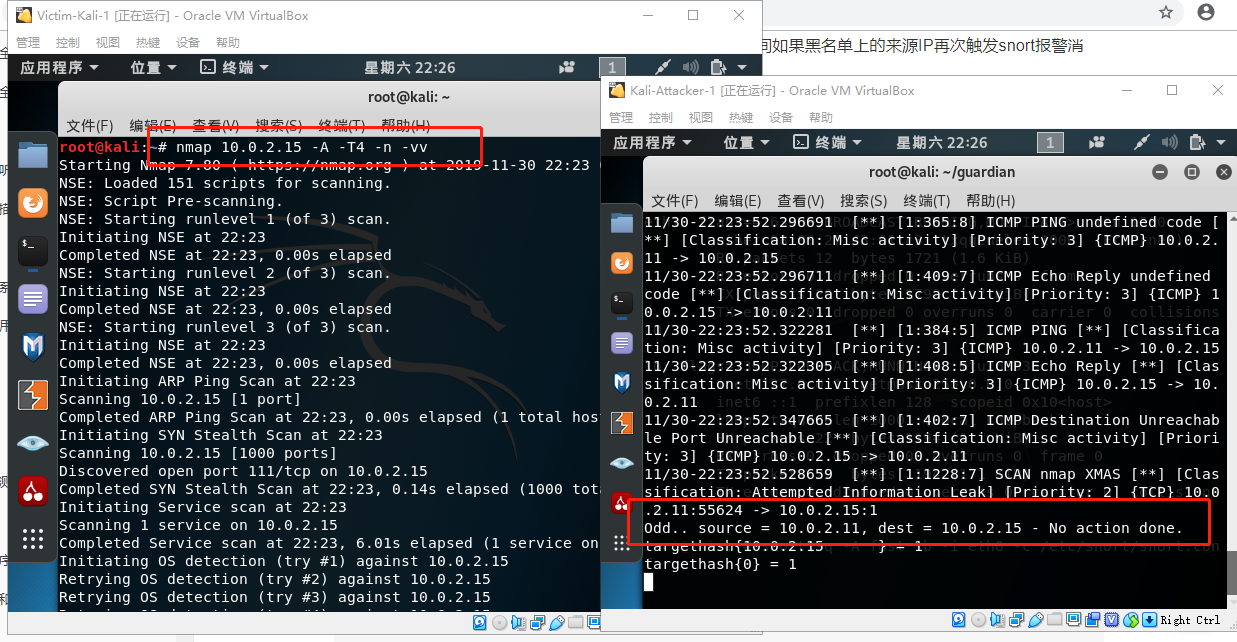 Victim-Kali-1 [正在运行] - Oracle VM VirtualBox
管理 控制 视图 热键 设备 帮助
应用程序 位置 终端 星期六 22:26 1
root@kali: ~
文件(F) 编辑(E) 查看(V) 搜索(S) 终端(T) 帮助(H)
root@kali:~# nmap 10.0.2.15 -A -T4 -n -vv
Starting Nmap 7.80 ( https://nmap.org ) at 2019-11-30 22:23
NSE: Loaded 151 scripts for scanning.
NSE: Script Pre-scanning.
NSE: Starting runlevel 1 (of 3) scan.
Initiating NSE at 22:23
Completed NSE at 22:23, 0.00s elapsed
NSE: Starting runlevel 2 (of 3) scan.
Initiating NSE at 22:23
Completed NSE at 22:23, 0.00s elapsed
NSE: Starting runlevel 3 (of 3) scan.
Initiating NSE at 22:23
Completed NSE at 22:23, 0.00s elapsed
Initiating ARP Ping Scan at 22:23
Scanning 10.0.2.15 [1 port]
Completed ARP Ping Scan at 22:23, 0.00s elapsed (1 total host
Initiating SYN Stealth Scan at 22:23
Scanning 10.0.2.15 [1000 ports]
Discovered open port 111/tcp on 10.0.2.15
Completed SYN Stealth Scan at 22:23, 0.14s elapsed (1000 tota
Initiating Service scan at 22:23
Scanning 1 service on 10.0.2.15
Completed Service scan at 22:23, 6.01s elapsed (1 service on
Initiating OS detection (try #1) against 10.0.2.15
Retrying OS detection (try #2) against 10.0.2.15
Retrying OS detection (try #3) against 10.0.2.15
间如果黑名单上的来源IP再次触发snort报警消
Kali-Attacker-1 [正在运行] - Oracle VM VirtualBox
管理 控制 视图 热键 设备 帮助
应用程序 位置 终端 星期六 22:26 1
root@kali: ~/guardian
文件(F) 编辑(E) 查看(V) 搜索(S) 终端(T) 帮助(H)
11/30-22:23:52.296691 [**] [1:365:8] ICMP PING undefined code [
**] [Classification: Misc activity] [Priority: 3] {ICMP} 10.0.2.
11 -> 10.0.2.15
11/30-22:23:52.296711 [**] [1:409:7] ICMP Echo Reply undefined
code [**] [Classification: Misc activity] [Priority: 3] {ICMP} 1
0.0.2.15 -> 10.0.2.11
11/30-22:23:52.322281 [**] [1:384:5] ICMP PING [**] [Classifica
tion: Misc activity] [Priority: 3] {ICMP} 10.0.2.11 -> 10.0.2.15
11/30-22:23:52.322305 [**] [1:408:5] ICMP Echo Reply [**] [Clas
sification: Misc activity] [Priority: 3] {ICMP} 10.0.2.15 -> 10.
0.2.11
11/30-22:23:52.347665 [**] [1:402:7] ICMP Destination Unreachab
le Port Unreachable [**] [Classification: Misc activity] [Priori
ty: 3] {ICMP} 10.0.2.15 -> 10.0.2.11
11/30-22:23:52.528659 [**] [1:1228:7] SCAN nmap XMAS [**] [Clas
sification: Attempted Information Leak] [Priority: 2] {TCP} 10.0
.2.11:55624 -> 10.0.2.15:1
Odd.. source = 10.0.2.11, dest = 10.0.2.15 - No action done.
targethash{10.0.2.15 } = 1
targethash{0} = 1
Right Ctrl